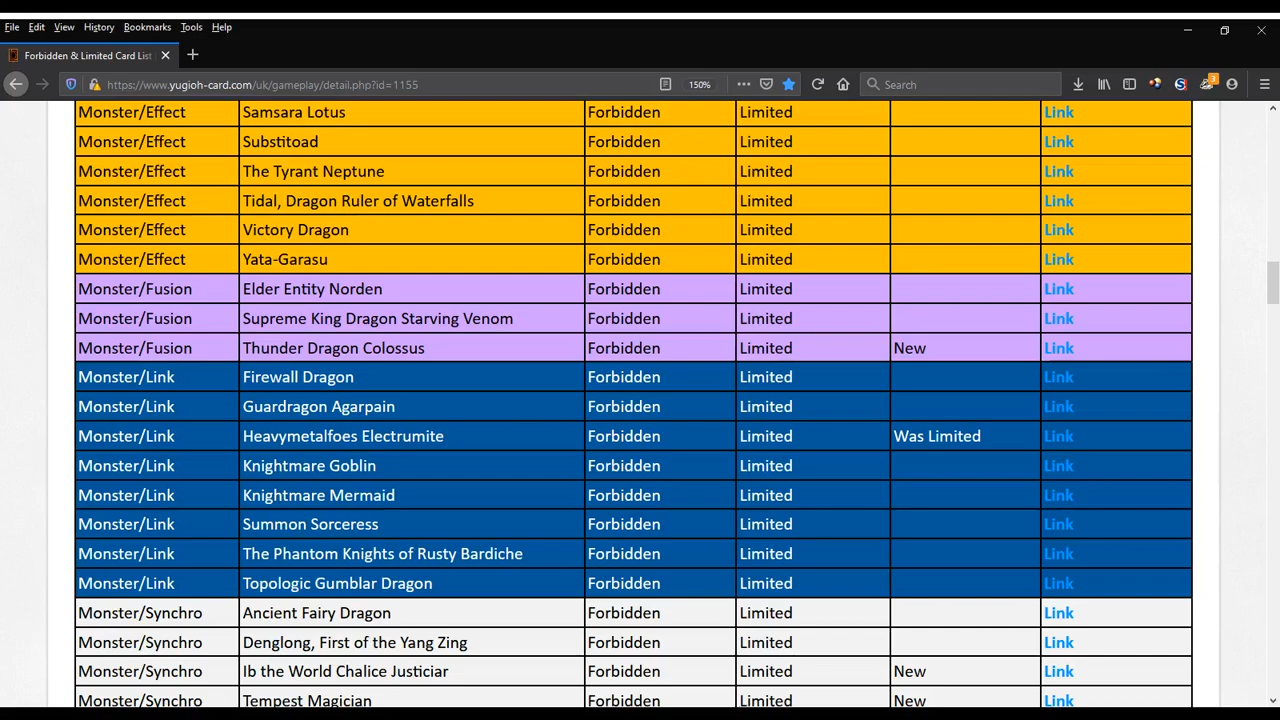 File Edit View History Bookmarks Tools Help
Forbidden & Limited Card List
https://www.yugioh-card.com/uk/gameplay/detail.php?id=1155 150% Search 3
Monster/Effect Samsara Lotus Forbidden Limited Link
Monster/Effect Substitoad Forbidden Limited Link
Monster/Effect The Tyrant Neptune Forbidden Limited Link
Monster/Effect Tidal, Dragon Ruler of Waterfalls Forbidden Limited Link
Monster/Effect Victory Dragon Forbidden Limited Link
Monster/Effect Yata-Garasu Forbidden Limited Link
Monster/Fusion Elder Entity Norden Forbidden Limited Link
Monster/Fusion Supreme King Dragon Starving Venom Forbidden Limited Link
Monster/Fusion Thunder Dragon Colossus Forbidden Limited New Link
Monster/Link Firewall Dragon Forbidden Limited Link
Monster/Link Guardragon Agarpain Forbidden Limited Link
Monster/Link Heavymetalfoes Electrumite Forbidden Limited Was Limited Link
Monster/Link Knightmare Goblin Forbidden Limited Link
Monster/Link Knightmare Mermaid Forbidden Limited Link
Monster/Link Summon Sorceress Forbidden Limited Link
Monster/Link The Phantom Knights of Rusty Bardiche Forbidden Limited Link
Monster/Link Topologic Gumblar Dragon Forbidden Limited Link
Monster/Synchro Ancient Fairy Dragon Forbidden Limited Link
Monster/Synchro Denglong, First of the Yang Zing Forbidden Limited Link
Monster/Synchro Ib the World Chalice Justiciar Forbidden Limited New Link
Monster/Synchro Tempest Magician Forbidden Limited New Link